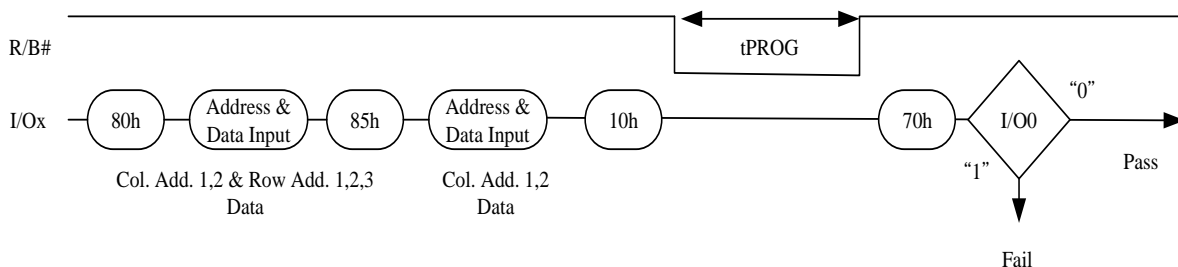 R/B#
tPROG
I/Ox
80h
Address &
Data Input
85h
Address &
Data Input
10h
70h
I/O0
“0”
“1”
Pass
Col. Add. 1,2 & Row Add. 1,2,3
Data
Col. Add. 1,2
Data
Fail